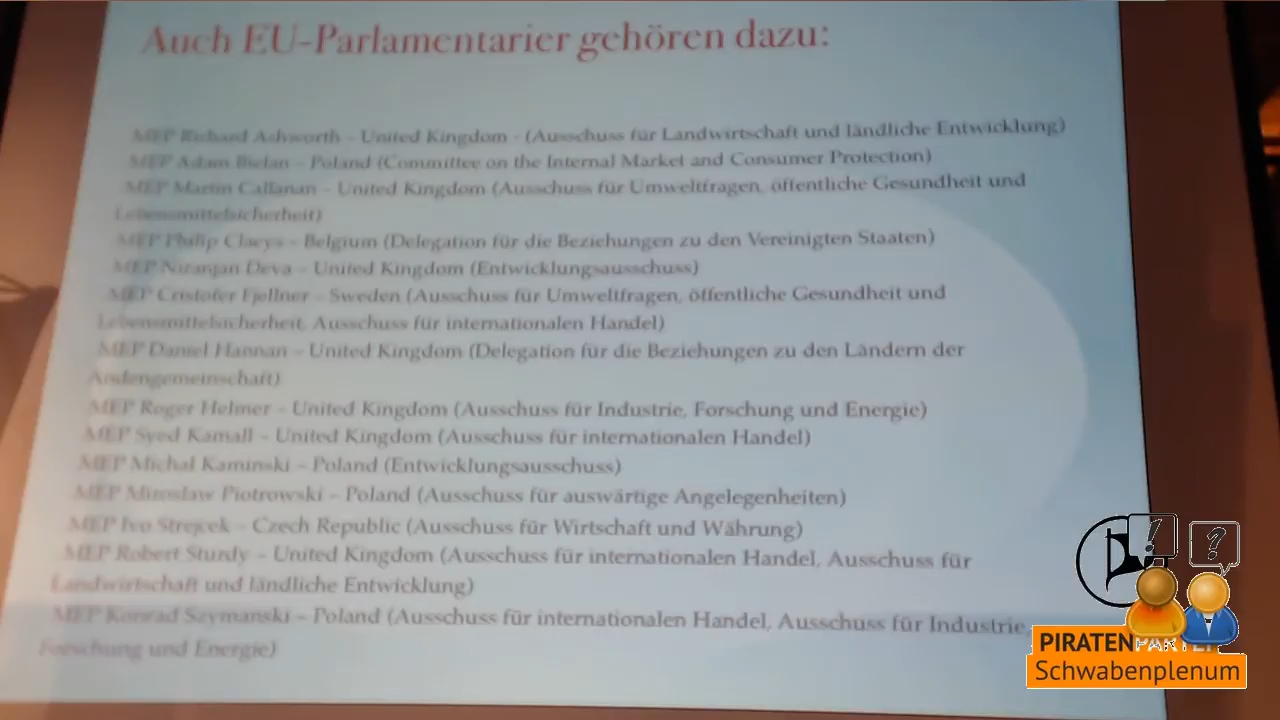 Auch EU-Parlamentarier gehören dazu:
MEP Richard Ashworth - United Kingdom - (Ausschuss für Landwirtschaft und ländliche Entwicklung)
MEP Adam Bielan - Poland (Committee on the Internal Market and Consumer Protection)
MEP Martin Callanan - United Kingdom (Ausschuss für Umweltfragen, öffentliche Gesundheit und
Lebensmittelsicherheit)
MEP Philip Claeys - Belgium (Delegation für die Beziehungen zu den Vereinigten Staaten)
MEP Niranjan Deva - United Kingdom (Entwicklungsausschuss)
MEP Cristofer Fjellner - Sweden (Ausschuss für Umweltfragen, öffentliche Gesundheit und
Lebensmittelsicherheit, Ausschuss für internationalen Handel)
MEP Daniel Hannan - United Kingdom (Delegation für die Beziehungen zu den Ländern der
Andengemeinschaft)
MEP Roger Helmer - United Kingdom (Ausschuss für Industrie, Forschung und Energie)
MEP Syed Kamall - United Kingdom (Ausschuss für internationalen Handel)
MEP Michal Kaminski - Poland (Entwicklungsausschuss)
MEP Miroslaw Piotrowski - Poland (Ausschuss für auswärtige Angelegenheiten)
MEP Ivo Strejcek - Czech Republic (Ausschuss für Wirtschaft und Währung)
MEP Robert Sturdy - United Kingdom (Ausschuss für internationalen Handel, Ausschuss für
Landwirtschaft und ländliche Entwicklung)
MEP Konrad Szymanski - Poland (Ausschuss für internationalen Handel, Ausschuss für Industrie,
Forschung und Energie)
! ?
PIRATENPARTEI
Schwabenplenum